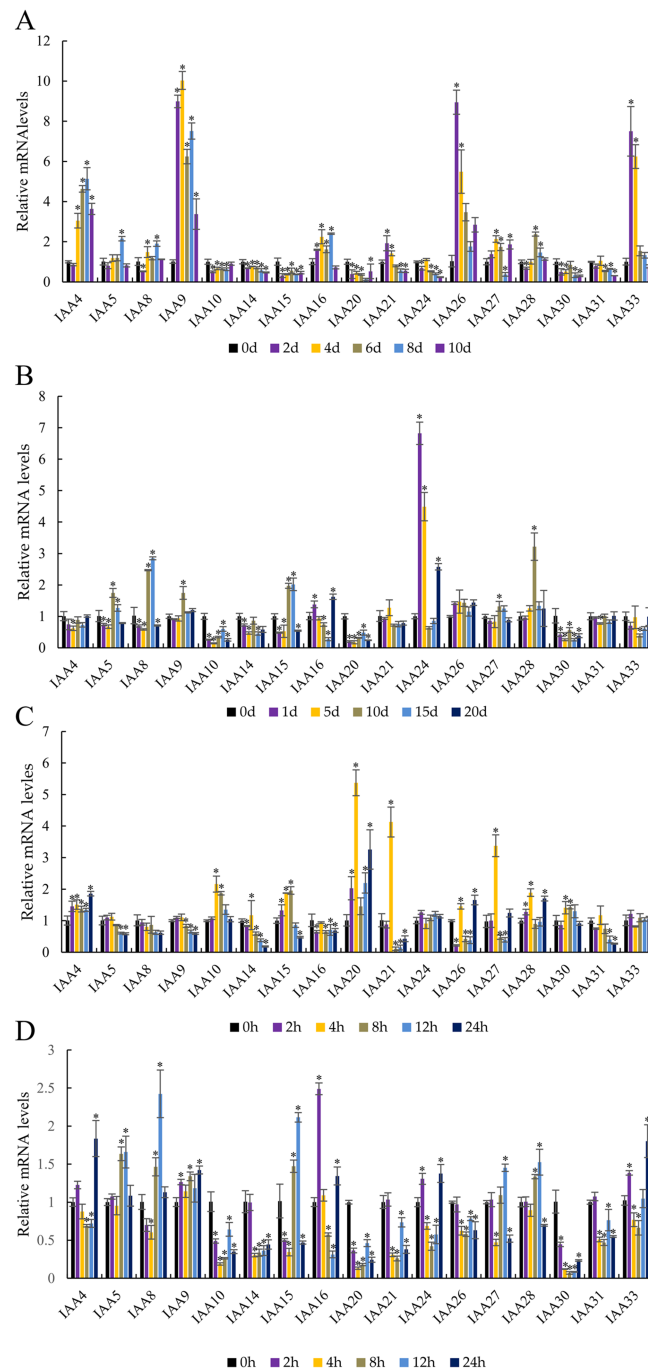 A
Relative mRNAlevels
12
10
8
6
4
2
0
IAA4 IAA5 IAA8 IAA9 IAA10 IAA14 IAA15 IAA16 IAA20 IAA21 IAA24 IAA26 IAA27 IAA28 IAA30 IAA31 IAA33
0d 2d 4d 6d 8d 10d
B
Relative mRNA levels
8
7
6
5
4
3
2
1
0
IAA4 IAA5 IAA8 IAA9 IAA10 IAA14 IAA15 IAA16 IAA20 IAA21 IAA24 IAA26 IAA27 IAA28 IAA30 IAA31 IAA33
0d 1d 5d 10d 15d 20d
C
Relative mRNA levles
7
6
5
4
3
2
1
0
IAA4 IAA5 IAA8 IAA9 IAA10 IAA14 IAA15 IAA16 IAA20 IAA21 IAA24 IAA26 IAA27 IAA28 IAA30 IAA31 IAA33
0h 2h 4h 8h 12h 24h
D
Relative mRNA levels
3
2.5
2
1.5
1
0.5
0
IAA4 IAA5 IAA8 IAA9 IAA10 IAA14 IAA15 IAA16 IAA20 IAA21 IAA24 IAA26 IAA27 IAA28 IAA30 IAA31 IAA33
0h 2h 4h 8h 12h 24h